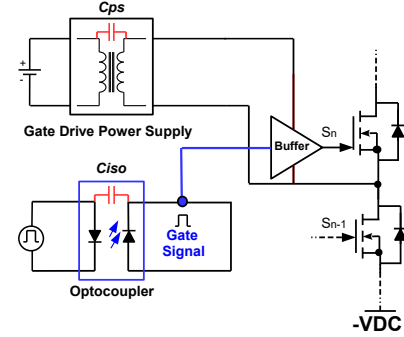 Cps
+
-
Gate Drive Power Supply
Sn
Buffer
Ciso
Sn-1
Gate
Signal
Optocoupler
-VDC